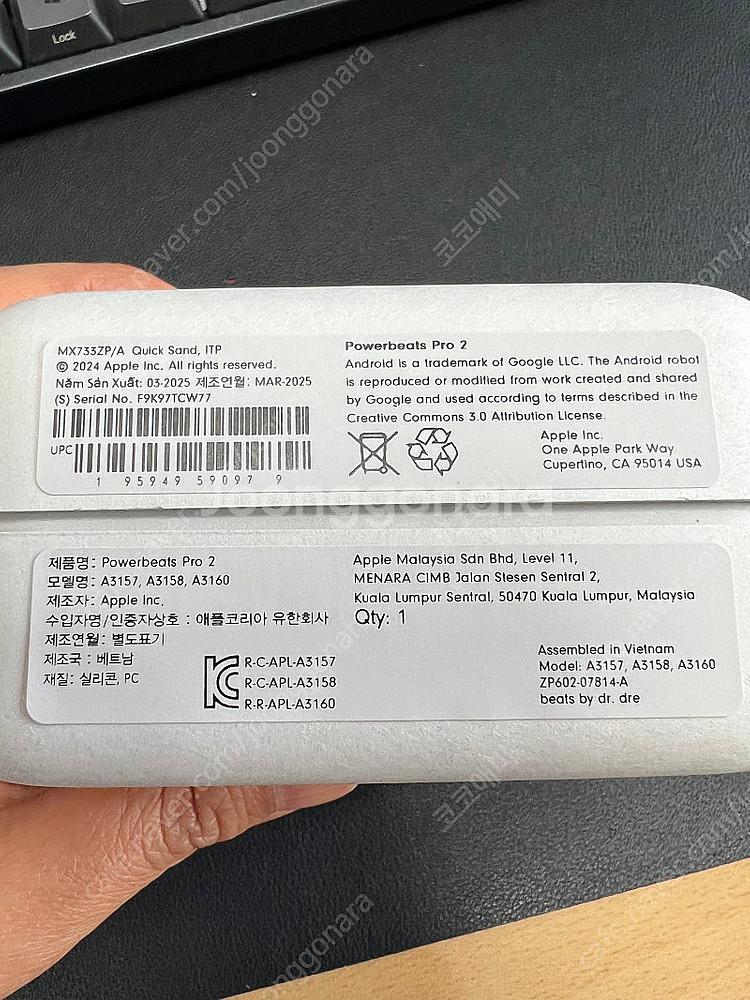 Lock
MX733ZP/A Quick Sand, ITP
© 2024 Apple Inc. All rights reserved.
Năm Sản Xuất: 03-2025 제조연월: MAR-2025
(S) Serial No. F9K97TCW77
UPC
1 95949 59097 9
Powerbeats Pro 2
Android is a trademark of Google LLC. The Android robot
is reproduced or modified from work created and shared
by Google and used according to terms described in the
Creative Commons 3.0 Attribution License.
Apple Inc.
One Apple Park Way
Cupertino, CA 95014 USA
Joonggonara
제품명: Powerbeats Pro 2
모델명: A3157, A3158, A3160
제조자: Apple Inc.
수입자명/인증자상호 : 애플코리아 유한회사
제조연월: 별도표기
제조국 : 베트남
재질: 실리콘, PC
R-C-APL-A3157
R-C-APL-A3158
R-R-APL-A3160
Apple Malaysia Sdn Bhd, Level 11,
MENARA CIMB Jalan Stesen Sentral 2,
Kuala Lumpur Sentral, 50470 Kuala Lumpur, Malaysia
Qty: 1
Assembled in Vietnam
Model: A3157, A3158, A3160
ZP602-07814-A
beats by dr. dre
cafe.naver.com/joonggonara
코코에미